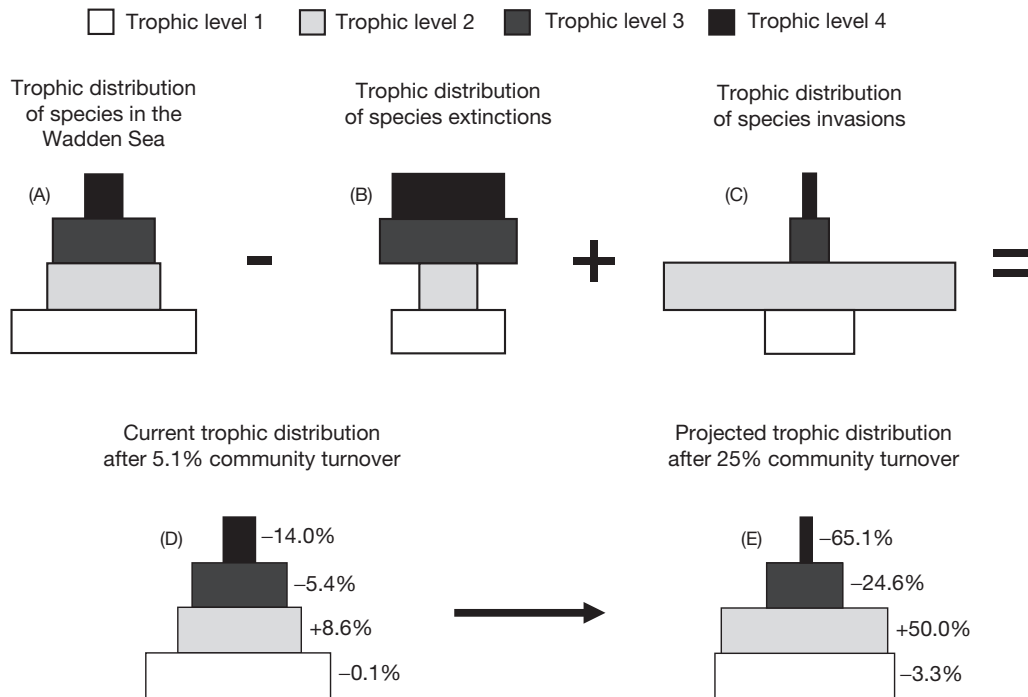 Trophic level 1 Trophic level 2 Trophic level 3 Trophic level 4
Trophic distribution
of species in the
Wadden Sea
Trophic distribution
of species extinctions
Trophic distribution
of species invasions
(A)
(B)
(C)
– + =
Current trophic distribution
after 5.1% community turnover
Projected trophic distribution
after 25% community turnover
(D)
–14.0%
–5.4%
+8.6%
–0.1%
(E)
–65.1%
–24.6%
+50.0%
–3.3%